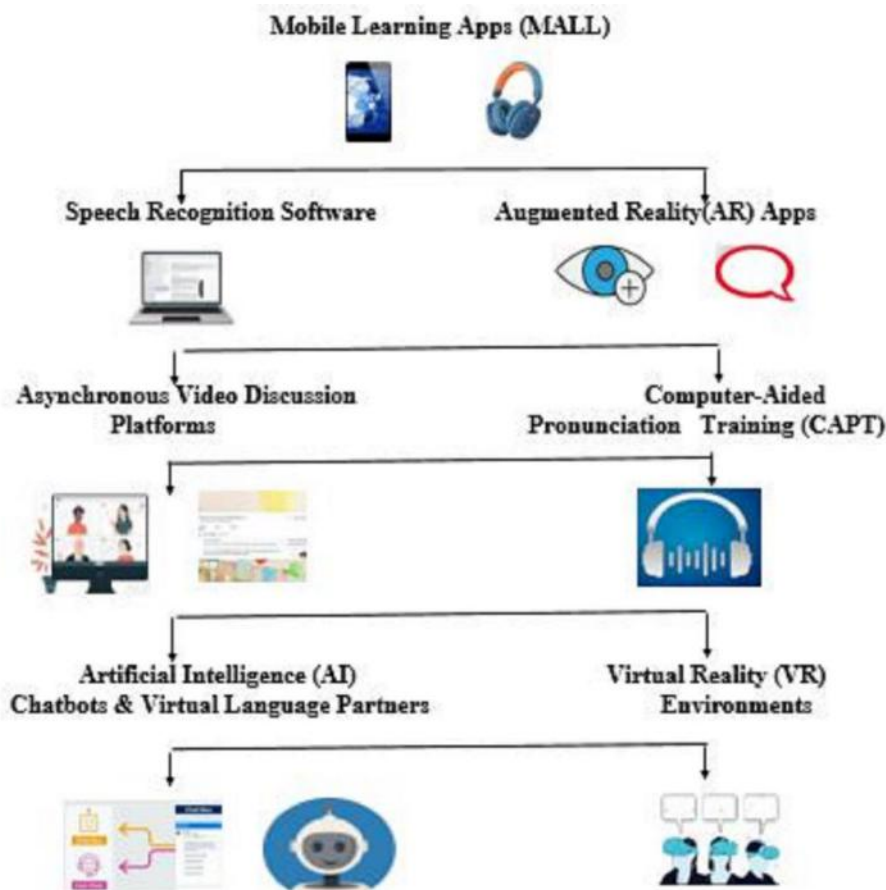 Mobile Learning Apps (MALL)
Speech Recognition Software
Augmented Reality(AR) Apps
Asynchronous Video Discussion
Platforms
Computer-Aided
Pronunciation Training (CAPT)
Artificial Intelligence (AI)
Chatbots & Virtual Language Partners
Virtual Reality (VR)
Environments